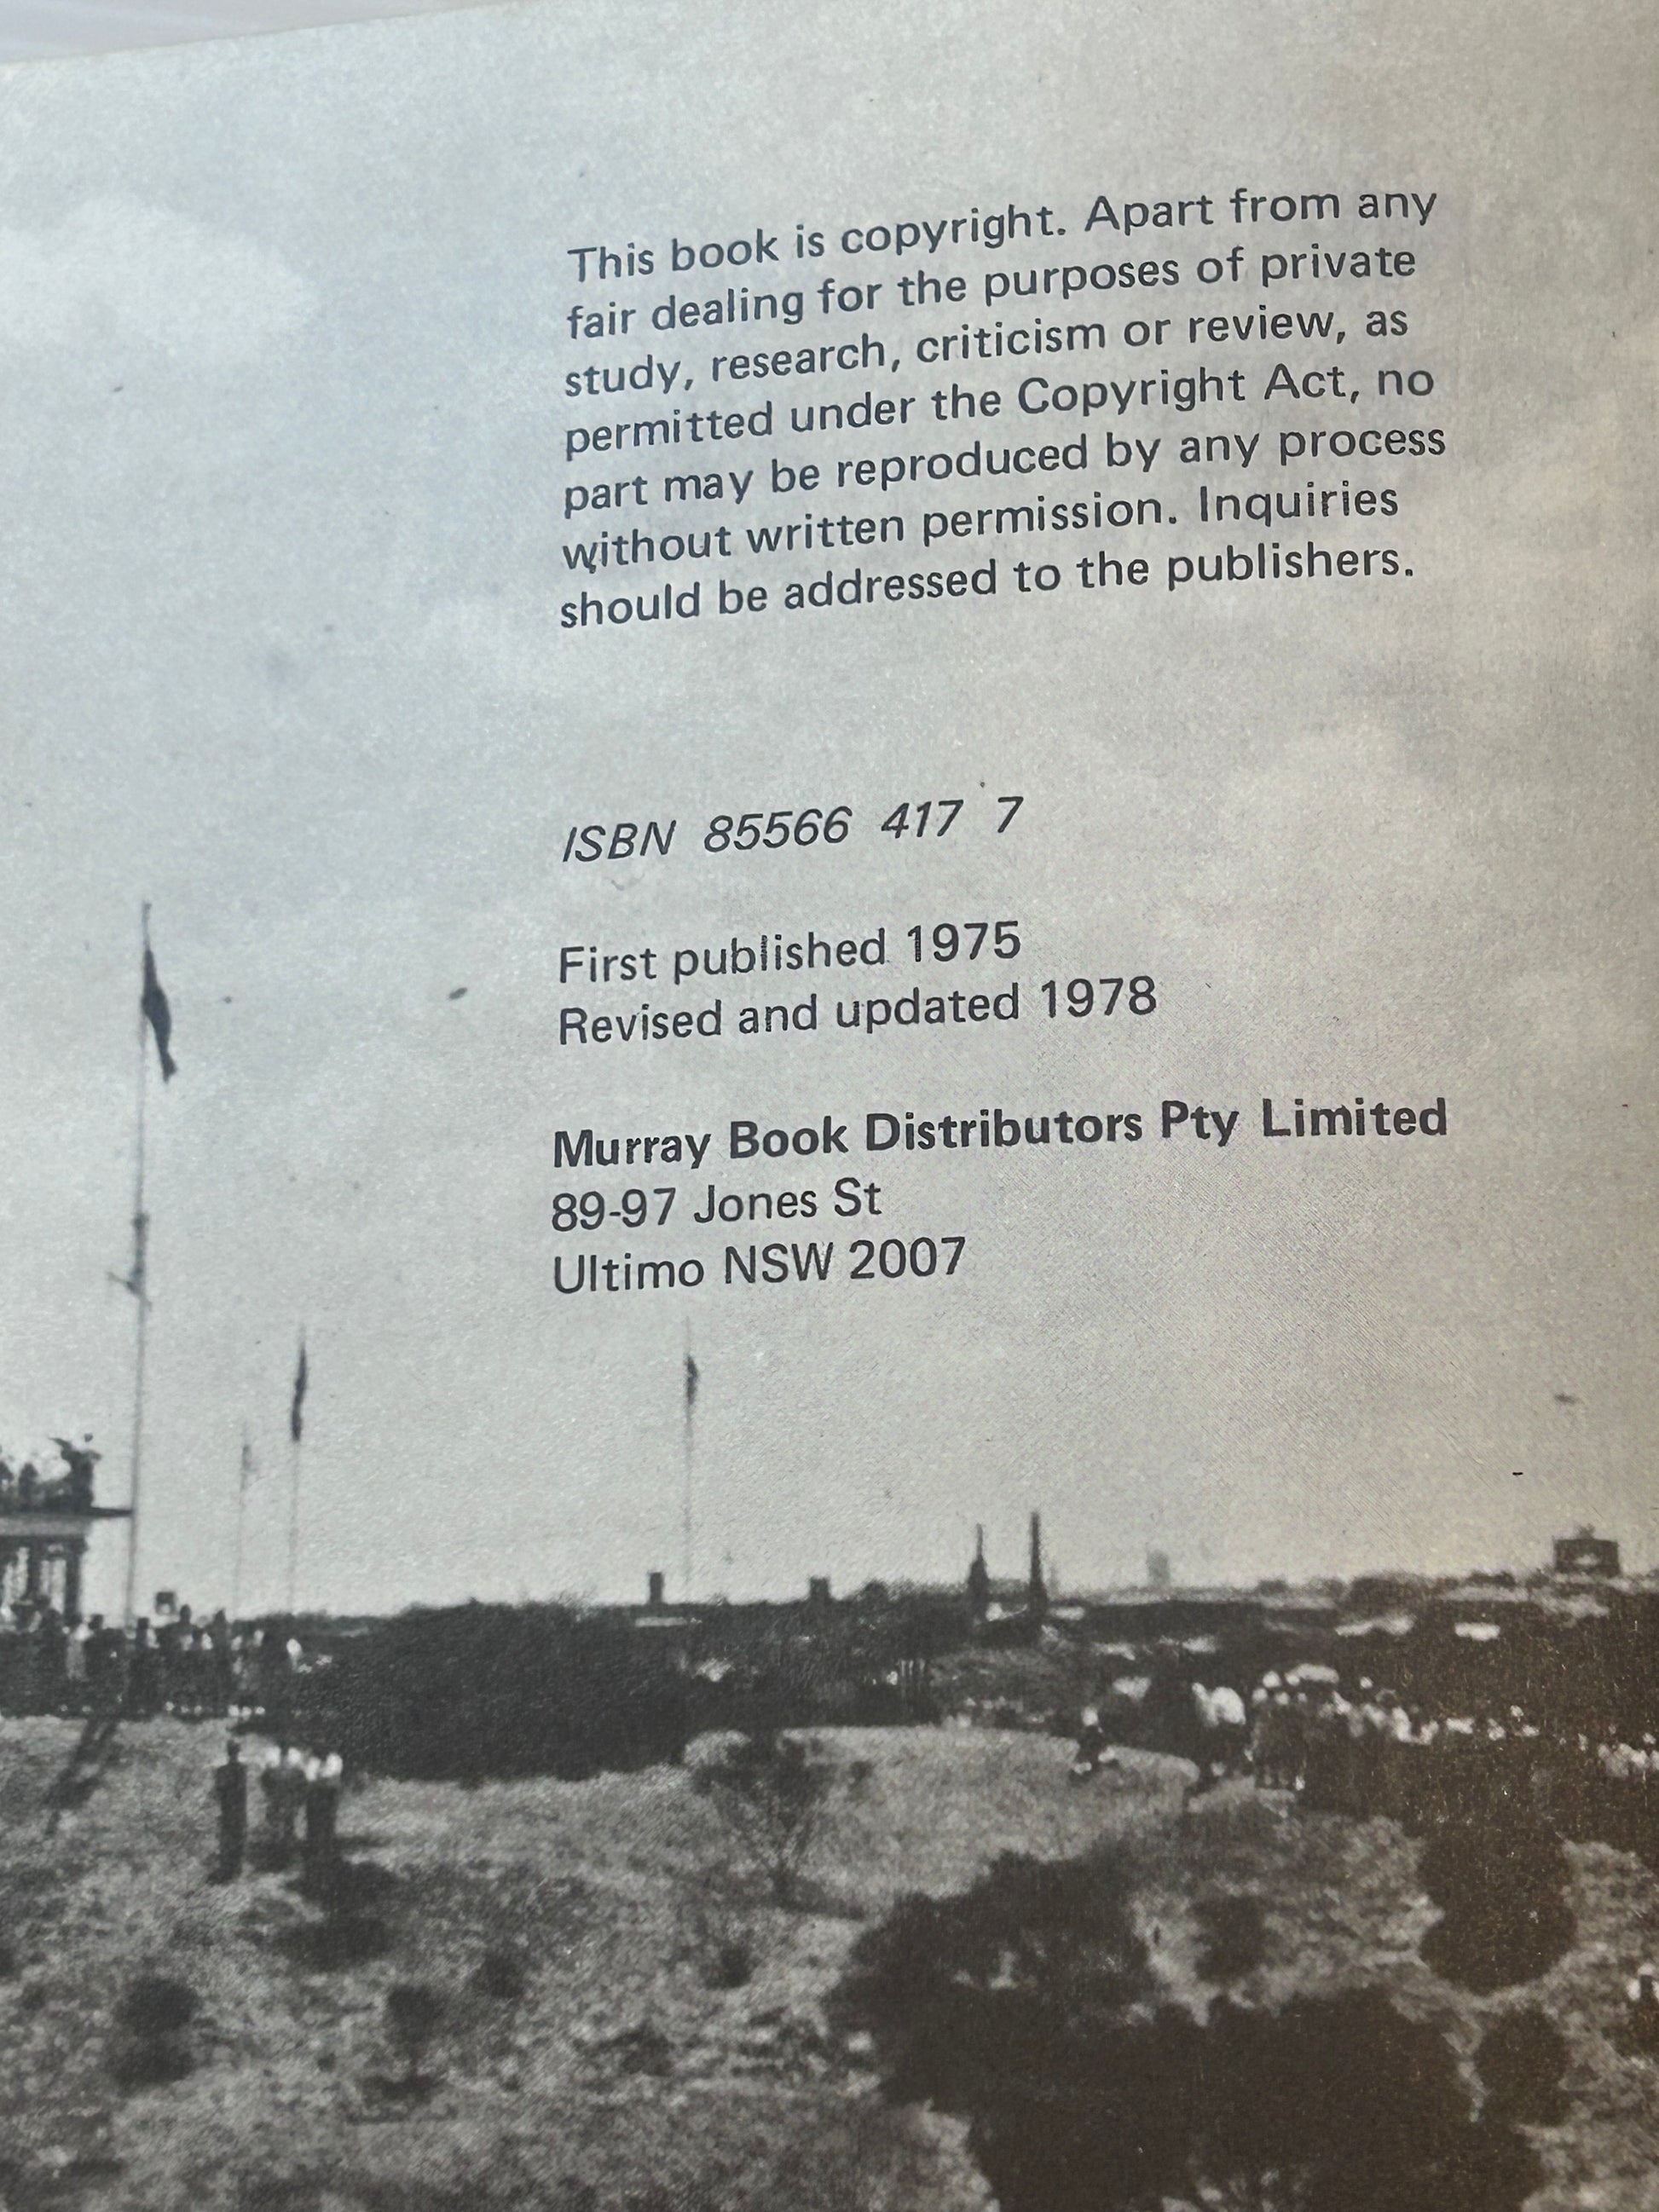 This book is copyright. Apart from any
fair dealing for the purposes of private
study, research, criticism or review, as
permitted under the Copyright Act, no
part may be reproduced by any process
without written permission. Inquiries
should be addressed to the publishers.
ISBN 85566 417 7
First published 1975
Revised and updated 1978
Murray Book Distributors Pty Limited
89-97 Jones St
Ultimo NSW 2007